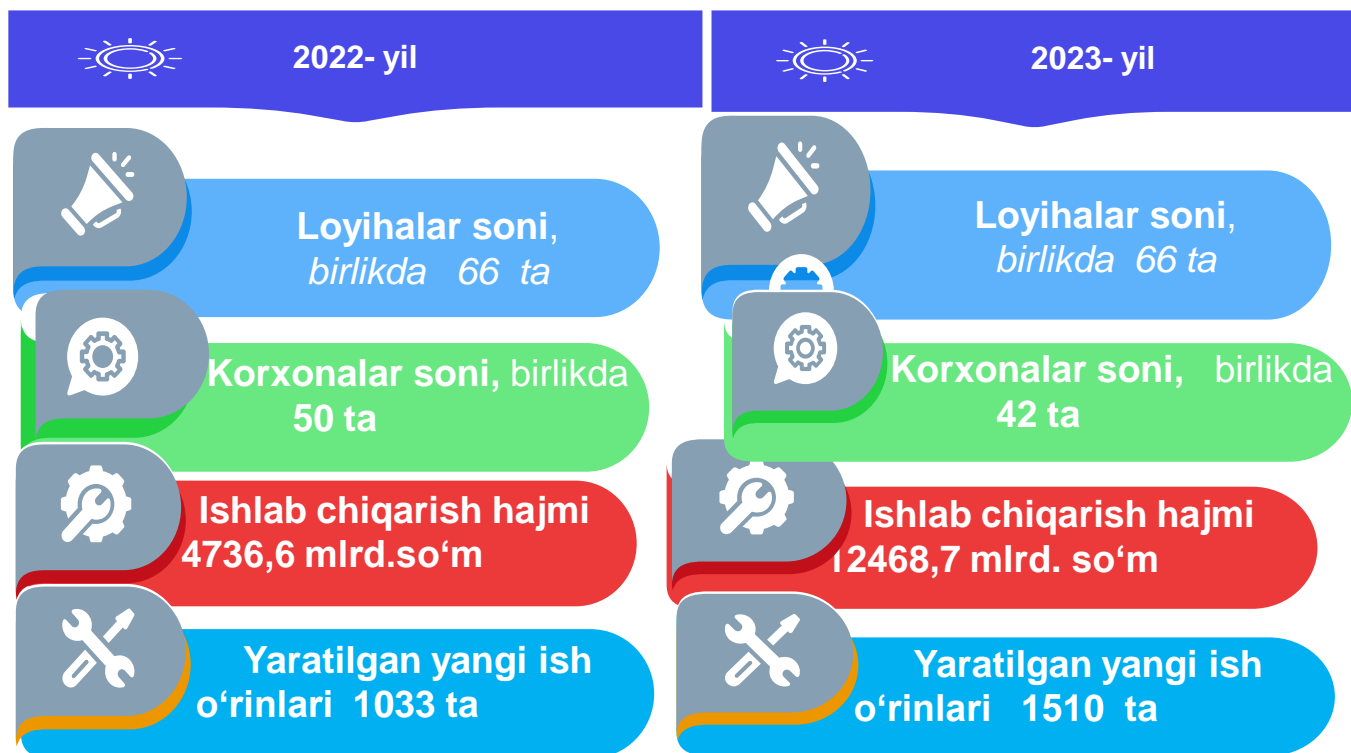 2022- yil
Loyihalar soni,
birlikda 66 ta
Korxonalar soni, birlikda
50 ta
Ishlab chiqarish hajmi
4736,6 mlrd.so‘m
Yaratilgan yangi ish
o‘rinlari 1033 ta
2023- yil
Loyihalar soni,
birlikda 66 ta
Korxonalar soni, birlikda
42 ta
Ishlab chiqarish hajmi
12468,7 mlrd. so‘m
Yaratilgan yangi ish
o‘rinlari 1510 ta